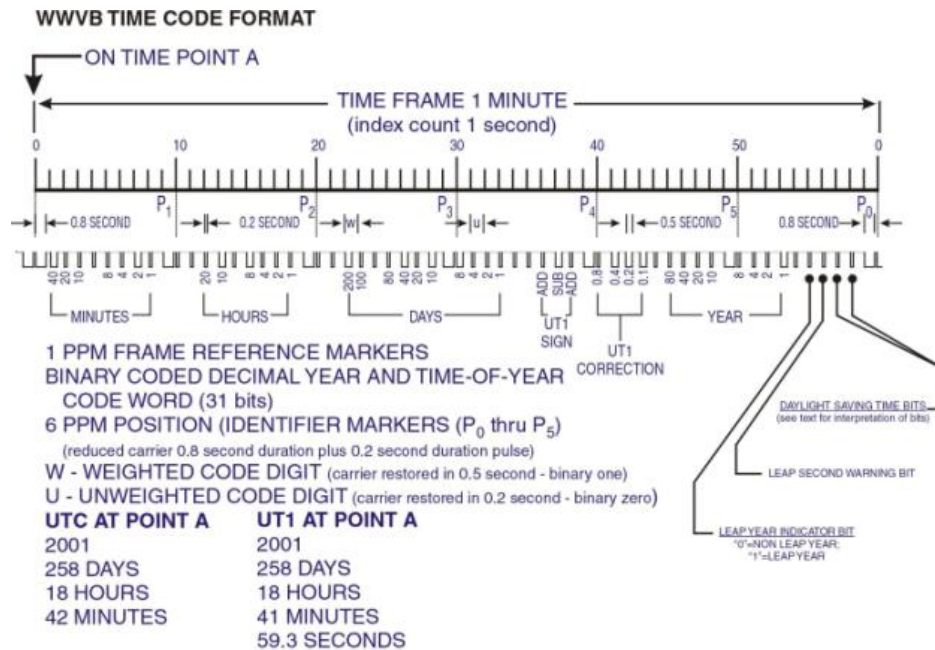 WWVB TIME CODE FORMAT
ON TIME POINT A
TIME FRAME 1 MINUTE
(index count 1 second)
0 10 20 30 40 50 0
P1 P2 P3 P4 P5 P0
0.8 SECOND 0.2 SECOND w u 0.5 SECOND 0.8 SECOND
40 20 10 8 4 2 1 20 10 8 4 2 1 200 100 80 40 20 10 8 4 2 1 ADD SUB ADD 0.8 0.4 0.2 0.1 80 40 20 10 8 4 2 1
MINUTES HOURS DAYS UT1 SIGN UT1 CORRECTION YEAR
1 PPM FRAME REFERENCE MARKERS
BINARY CODED DECIMAL YEAR AND TIME-OF-YEAR
CODE WORD (31 bits)
6 PPM POSITION (IDENTIFIER MARKERS (P0 thru P5)
(reduced carrier 0.8 second duration plus 0.2 second duration pulse)
W - WEIGHTED CODE DIGIT (carrier restored in 0.5 second - binary one)
U - UNWEIGHTED CODE DIGIT (carrier restored in 0.2 second - binary zero)
UTC AT POINT A
2001
258 DAYS
18 HOURS
42 MINUTES
UT1 AT POINT A
2001
258 DAYS
18 HOURS
41 MINUTES
59.3 SECONDS
DAYLIGHT SAVING TIME BITS
(see text for interpretation of bits)
LEAP SECOND WARNING BIT
LEAP YEAR INDICATOR BIT
"0"=NON LEAP YEAR;
"1"=LEAP YEAR